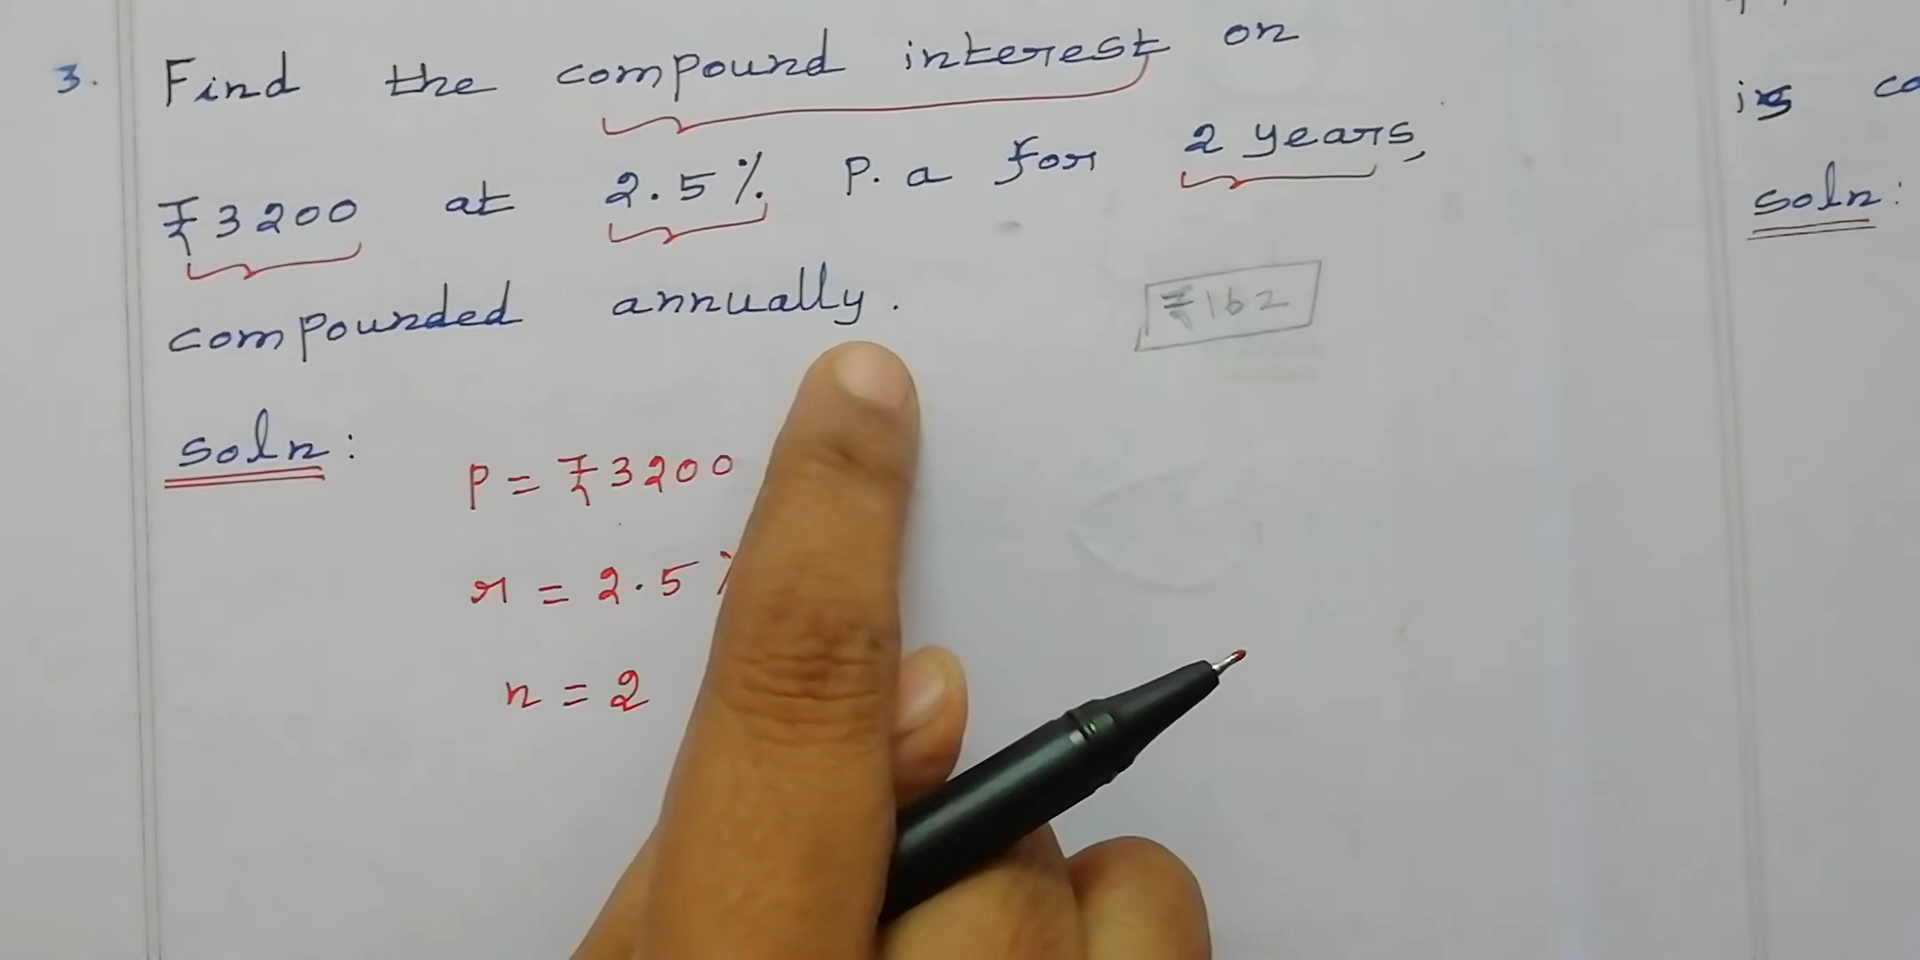 3. Find the compound interest on
₹3200 at 2.5% P.a for 2 years,
compounded annually.
₹162
Soln:
P = ₹3200
r = 2.5%
n = 2
is co
Soln: